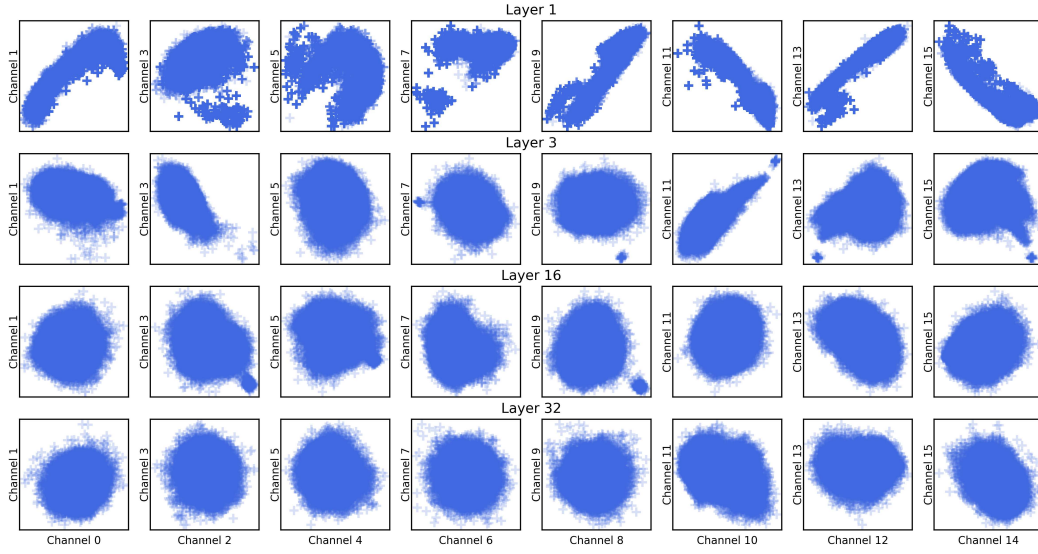 Layer 1
Channel 1
Channel 3
Channel 5
Channel 7
Channel 9
Channel 11
Channel 13
Channel 15
Layer 3
Channel 1
Channel 3
Channel 5
Channel 7
Channel 9
Channel 11
Channel 13
Channel 15
Layer 16
Channel 1
Channel 3
Channel 5
Channel 7
Channel 9
Channel 11
Channel 13
Channel 15
Layer 32
Channel 1
Channel 3
Channel 5
Channel 7
Channel 9
Channel 11
Channel 13
Channel 15
Channel 0
Channel 2
Channel 4
Channel 6
Channel 8
Channel 10
Channel 12
Channel 14